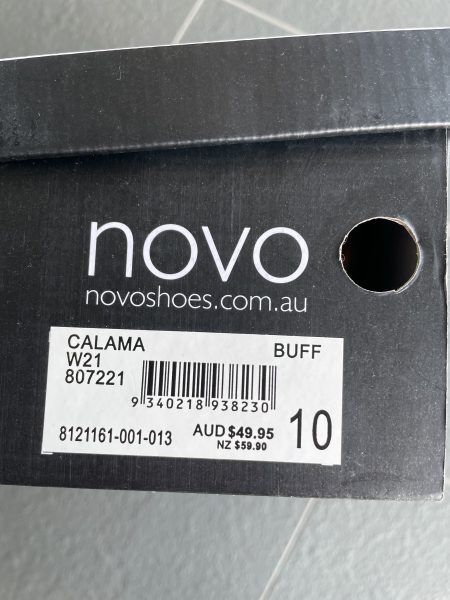 novo
novoshoes.com.au
CALAMA BUFF
W21
807221
9 340218 938230
8121161-001-013 AUD $49.95 10
NZ $59.90